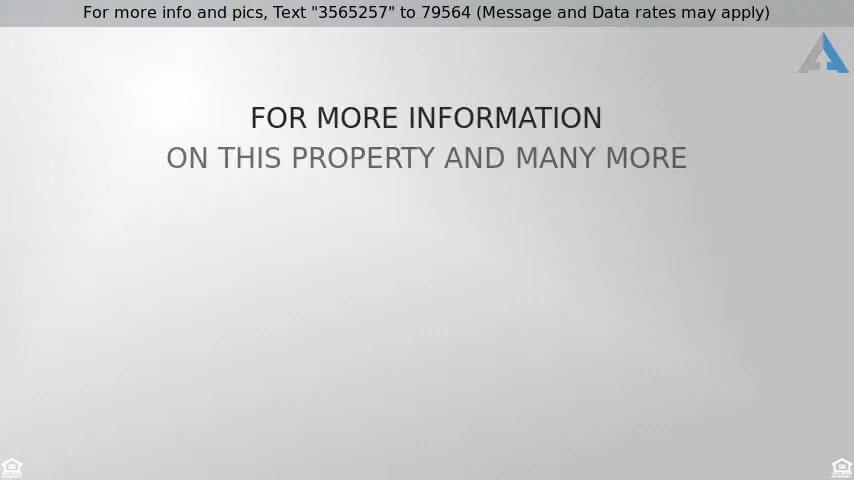 For more info and pics, Text "3565257" to 79564 (Message and Data rates may apply)
FOR MORE INFORMATION
ON THIS PROPERTY AND MANY MORE